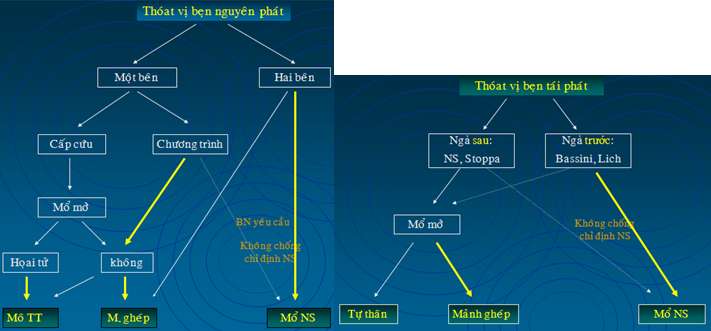 Thóat vị bẹn nguyên phát
Một bên
Hai bên
Cấp cứu
Chương trình
Mổ mở
BN yêu cầu
Không chống
chỉ định NS
Họai tử
không
Mô TT
M, ghép
Mổ NS
Thóat vị bẹn tái phát
Ngả sau:
NS, Stoppa
Ngả trước:
Bassini, Lich
Mổ mở
Không chống
chỉ định NS
Tự thân
Mảnh ghép
Mổ NS